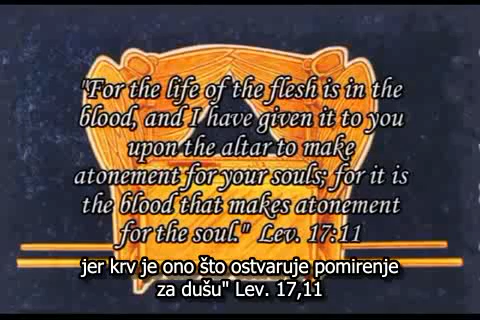 "For the life of the flesh is in the
blood, and I have given it to you
upon the altar to make
atonement for your souls; for it is
the blood that makes atonement
for the soul." Lev. 17:11
jer krv je ono što ostvaruje pomirenje
za dušu" Lev. 17,11